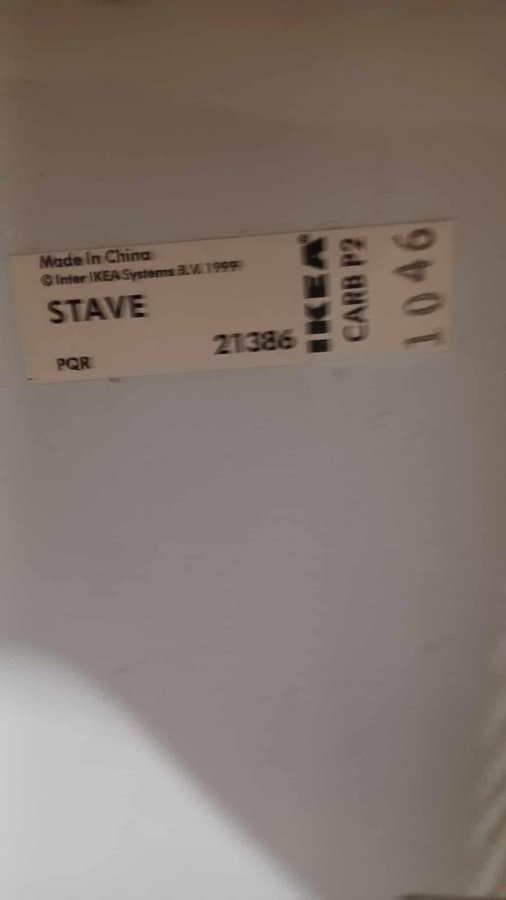 Made in China
© Inter IKEA Systems B.V. 1999
STAVE
PQR
21386
IKEA®
CARB P2
1046